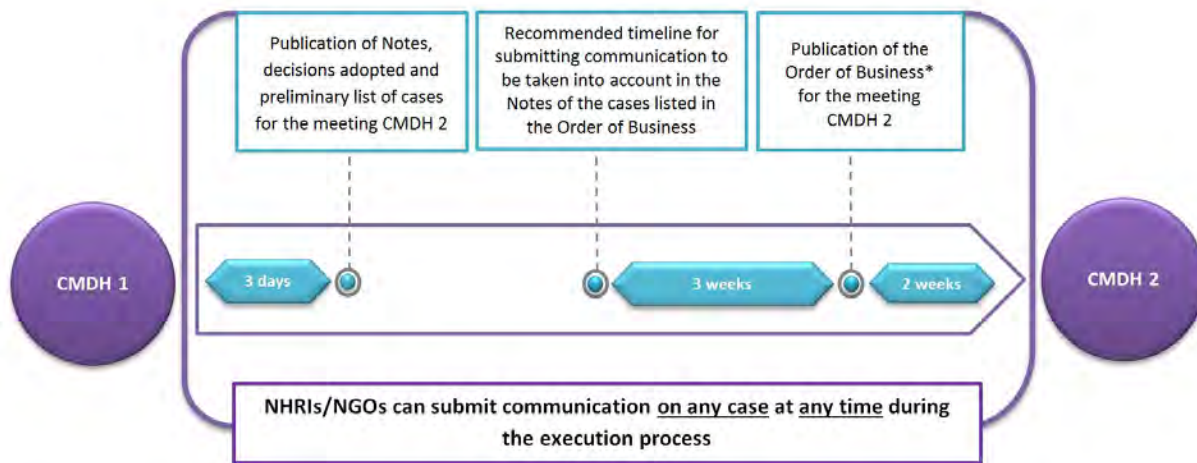 Publication of Notes,
decisions adopted and
preliminary list of cases
for the meeting CMDH 2
Recommended timeline for
submitting communication to
be taken into account in the
Notes of the cases listed in
the Order of Business
Publication of the
Order of Business*
for the meeting
CMDH 2
CMDH 1
3 days
3 weeks
2 weeks
CMDH 2
NHRIs/NGOs can submit communication on any case at any time during
the execution process